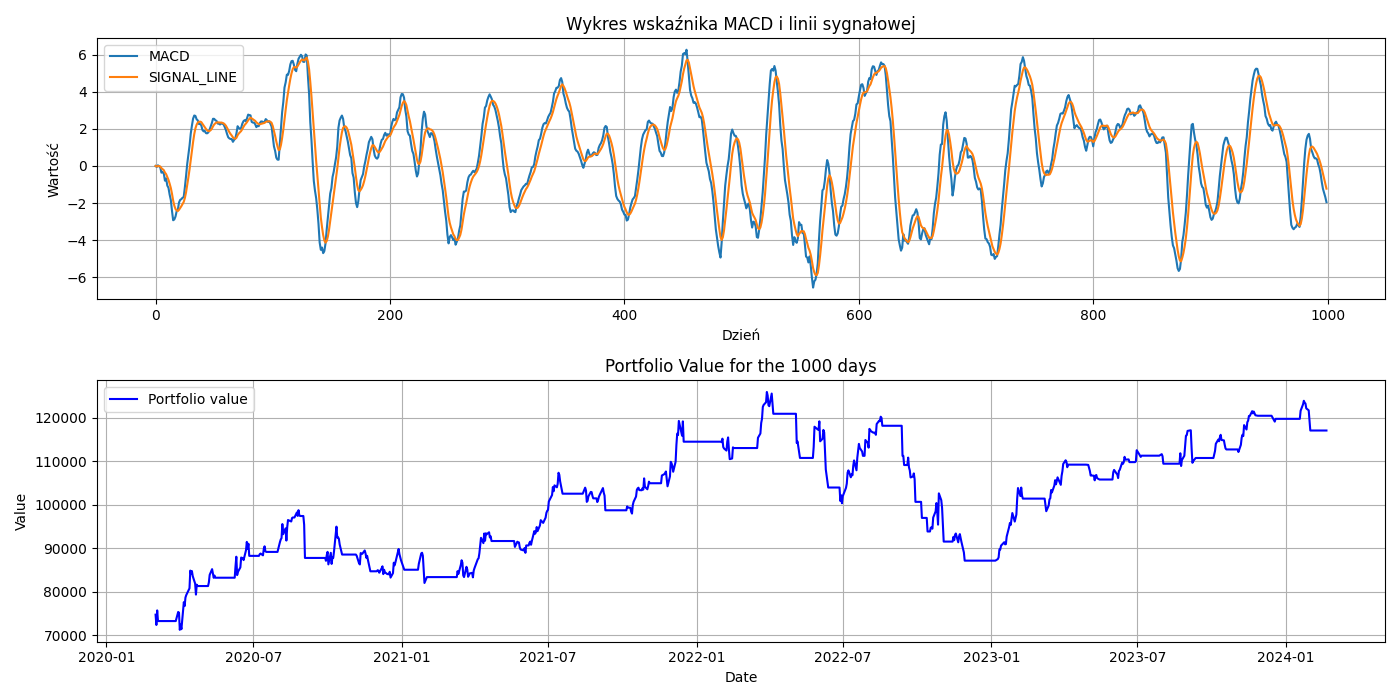 Wykres wskaźnika MACD i linii sygnałowej
MACD
SIGNAL_LINE
Wartość
6
4
2
0
−2
−4
−6
0 200 400 600 800 1000
Dzień
Portfolio Value for the 1000 days
Portfolio value
Value
120000
110000
100000
90000
80000
70000
2020-01 2020-07 2021-01 2021-07 2022-01 2022-07 2023-01 2023-07 2024-01
Date